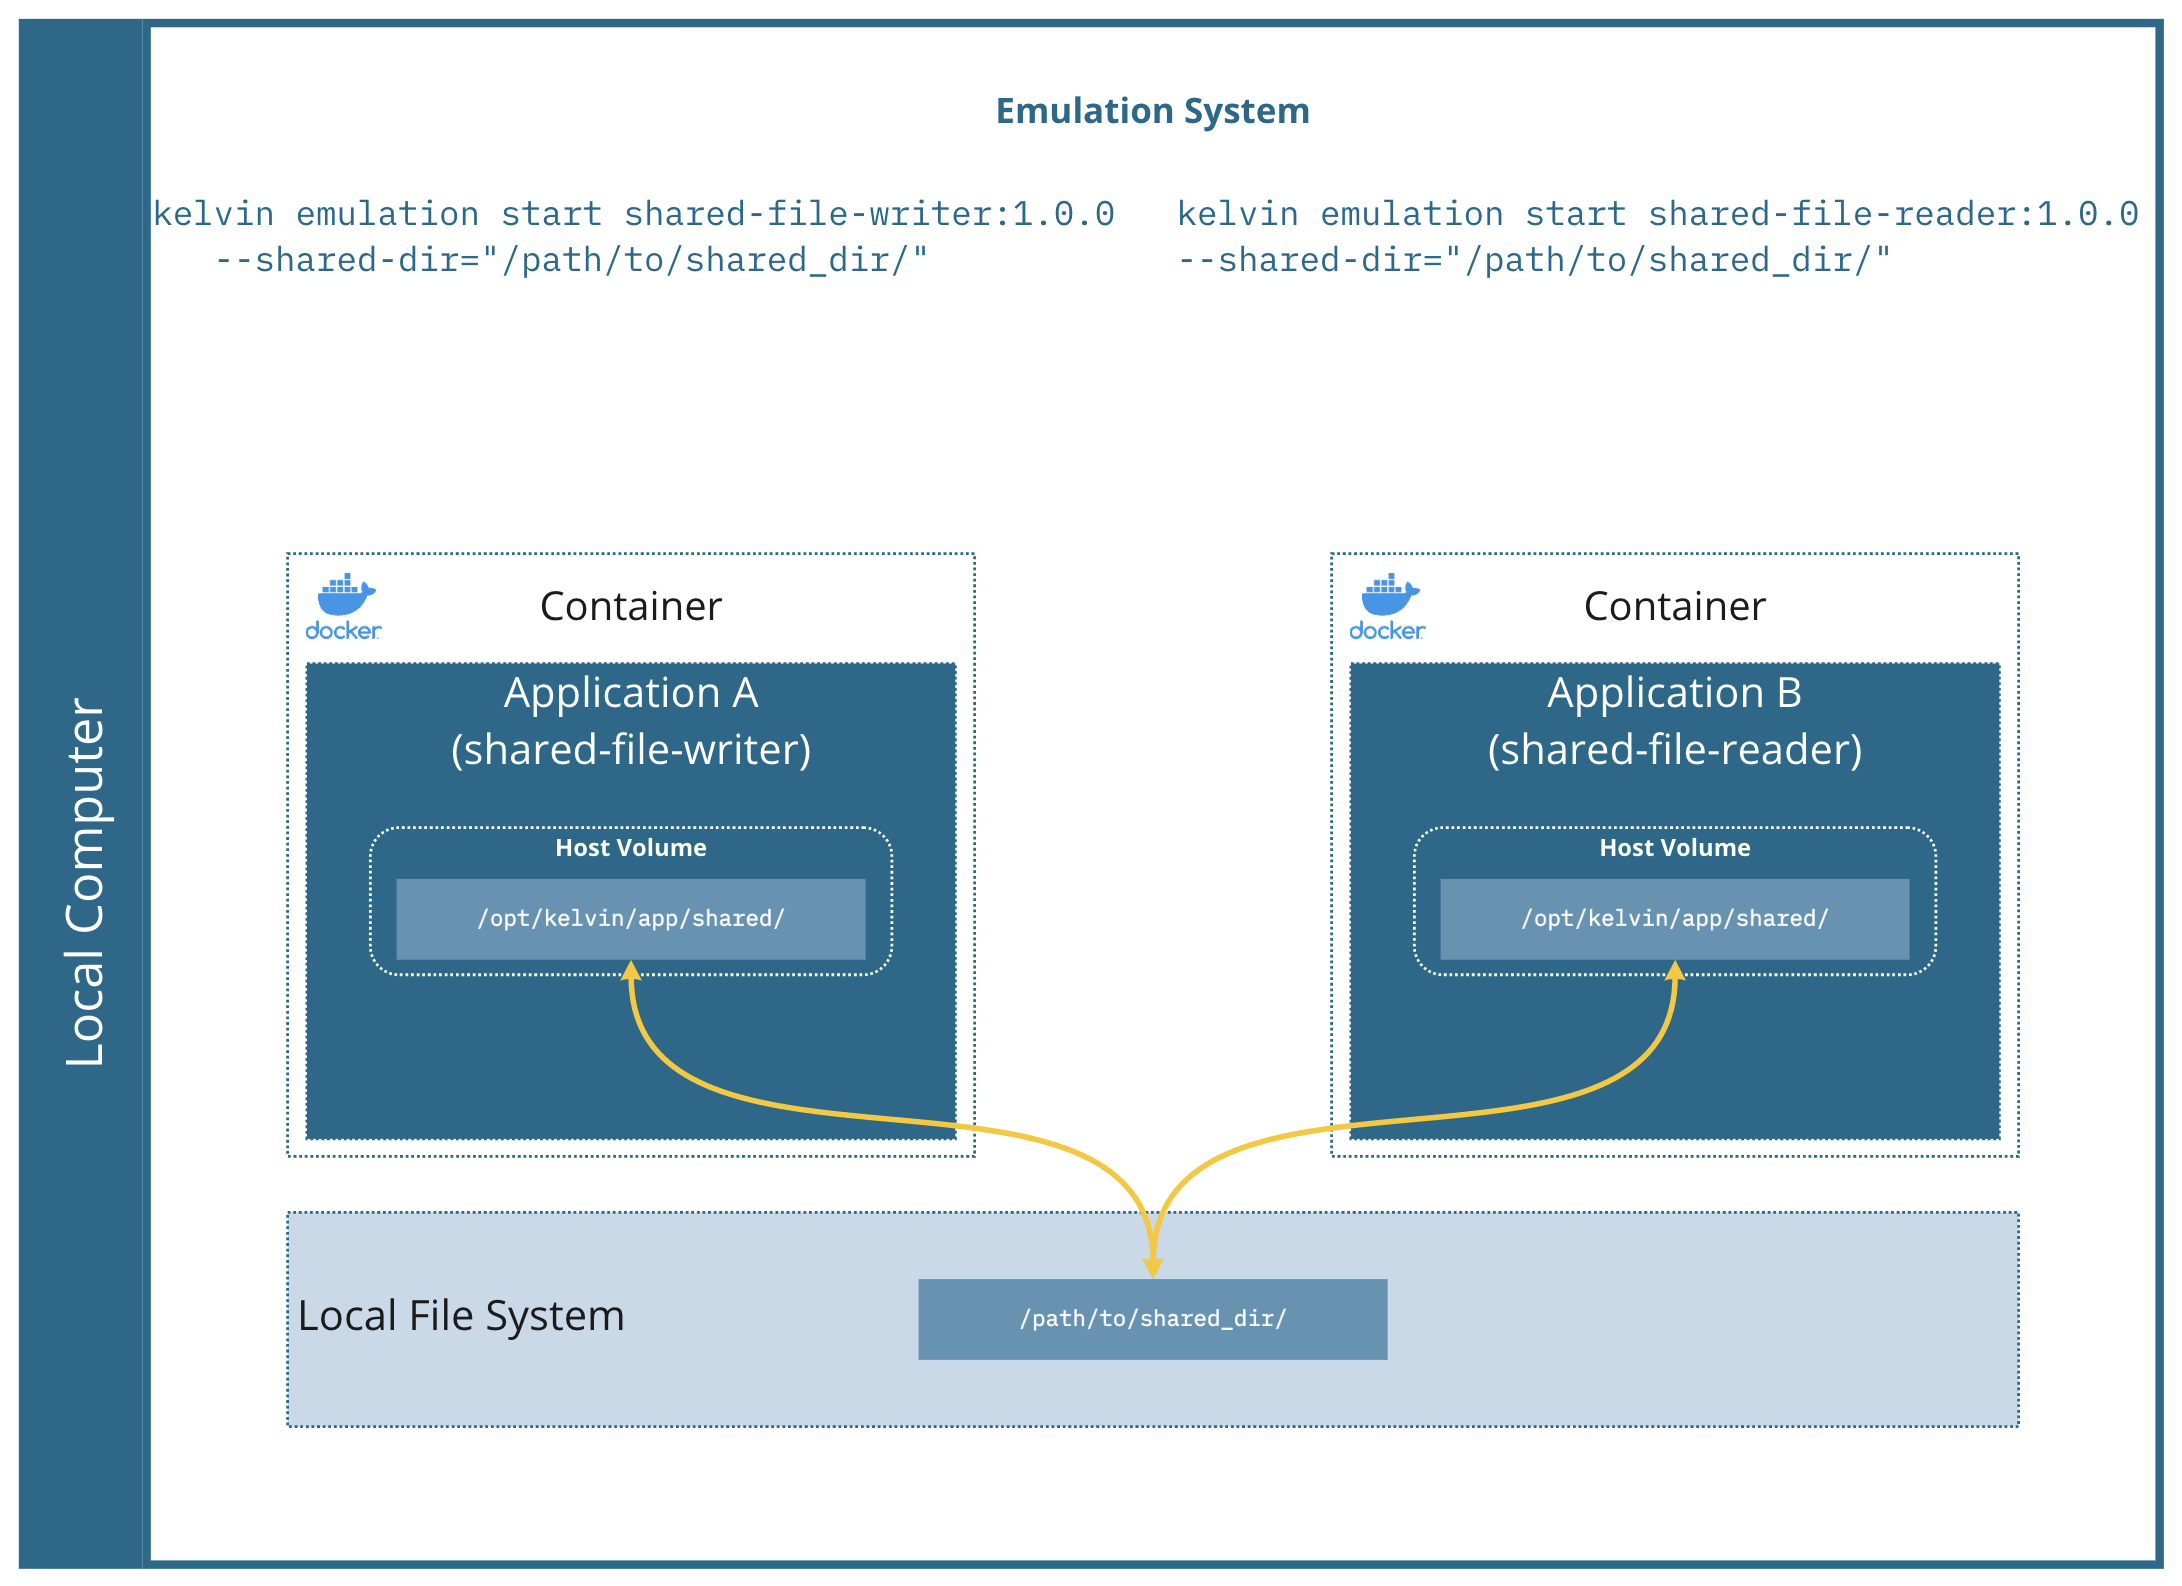 Emulation System
kelvin emulation start shared-file-writer:1.0.0
--shared-dir="/path/to/shared_dir/"
kelvin emulation start shared-file-reader:1.0.0
--shared-dir="/path/to/shared_dir/"
Local Computer
docker
Container
Application A
(shared-file-writer)
Host Volume
/opt/kelvin/app/shared/
docker
Container
Application B
(shared-file-reader)
Host Volume
/opt/kelvin/app/shared/
Local File System
/path/to/shared_dir/